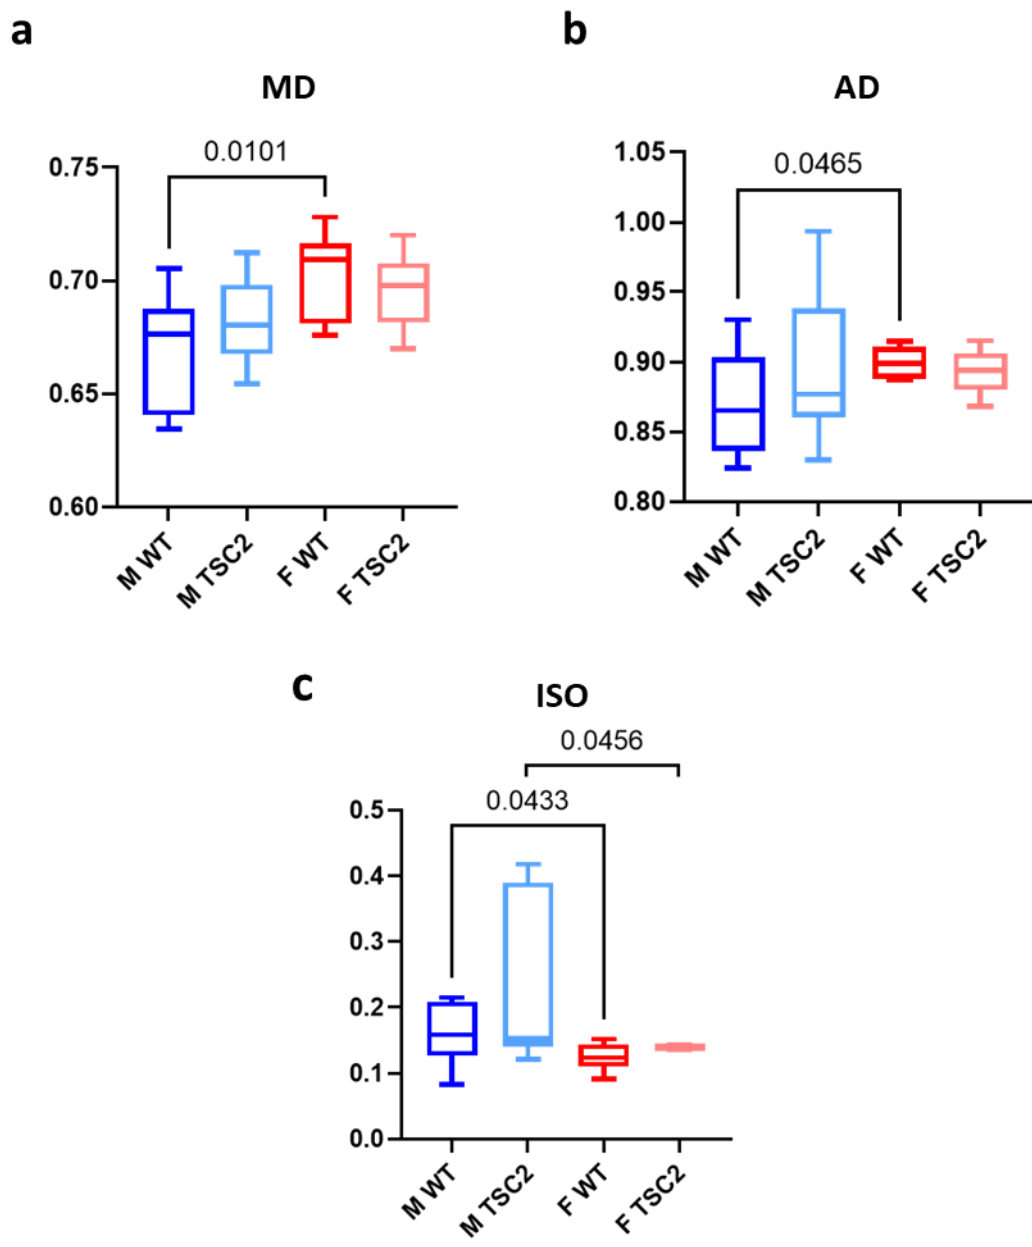 a
MD
0.0101
0.75
0.70
0.65
0.60
M WT
M TSC2
F WT
F TSC2
b
AD
0.0465
1.05
1.00
0.95
0.90
0.85
0.80
M WT
M TSC2
F WT
F TSC2
c
ISO
0.0456
0.0433
0.5
0.4
0.3
0.2
0.1
0.0
M WT
M TSC2
F WT
F TSC2